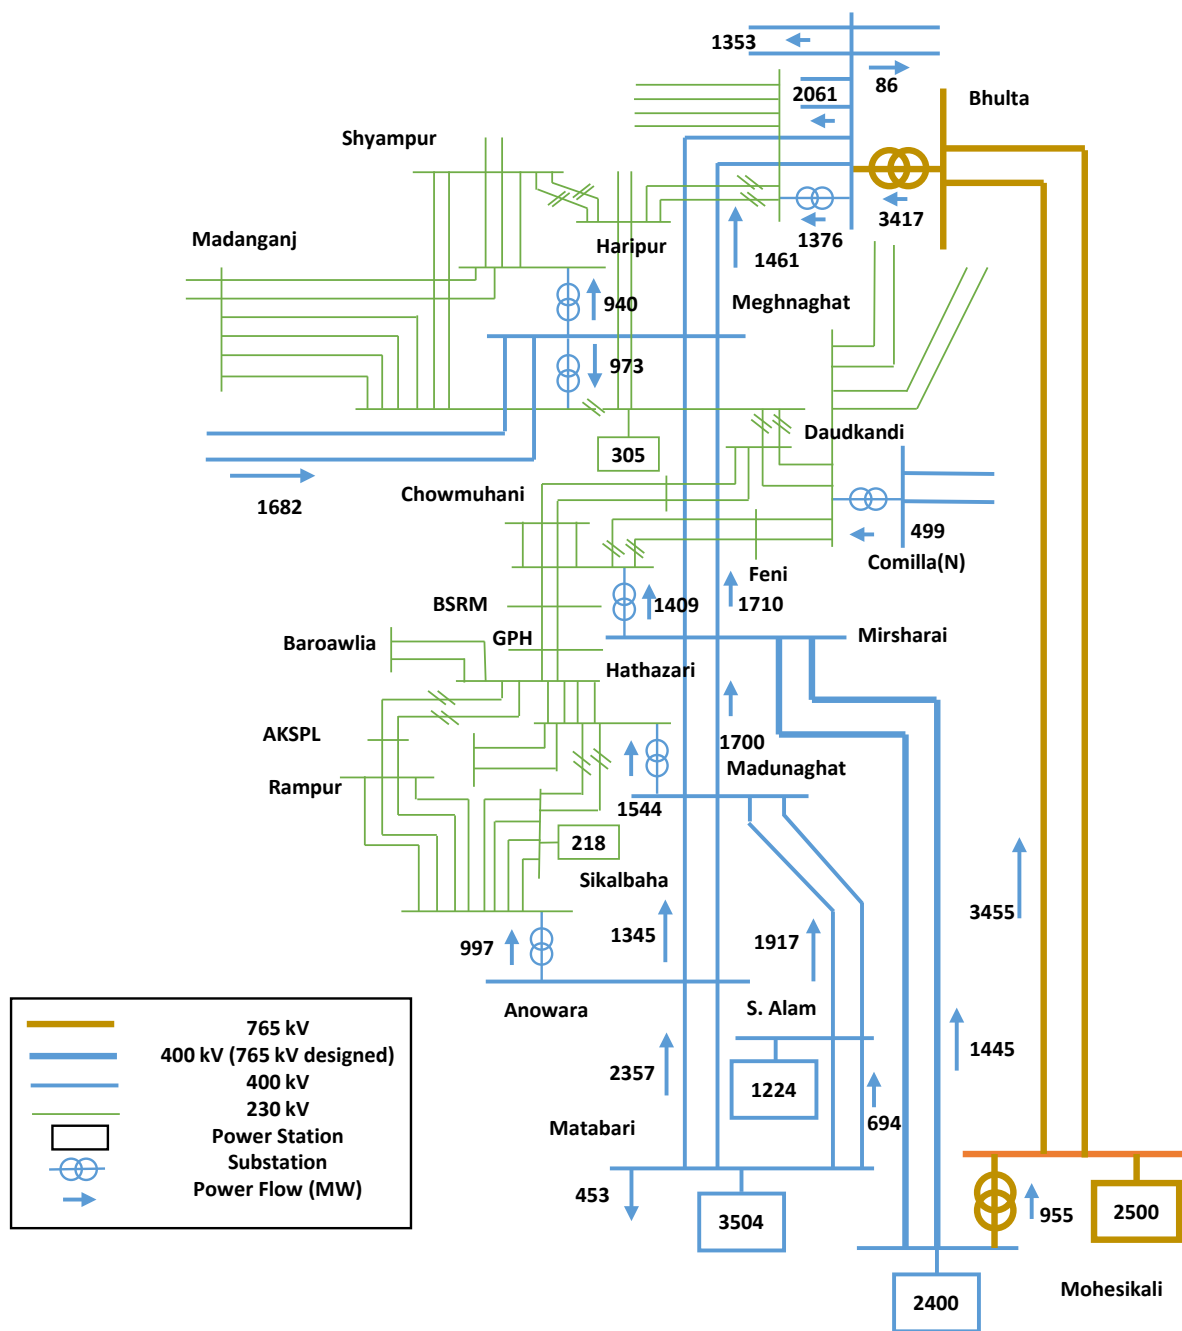 1353
2061
86
Bhulta
Shyampur
3417
Madanganj
Haripur
1376
1461
Meghnaghat
940
973
Daudkandi
305
Chowmuhani
1682
499
Comilla(N)
Feni
BSRM
1409
1710
GPH
Mirsharai
Baroawlia
Hathazari
AKSPL
1700
Madunaghat
Rampur
1544
218
Sikalbaha
3455
997
1345
1917
Anowara
S. Alam
765 kV
400 kV (765 kV designed)
400 kV
230 kV
Power Station
Substation
Power Flow (MW)
1445
2357
1224
694
Matabari
453
3504
955
2500
Mohesikali
2400